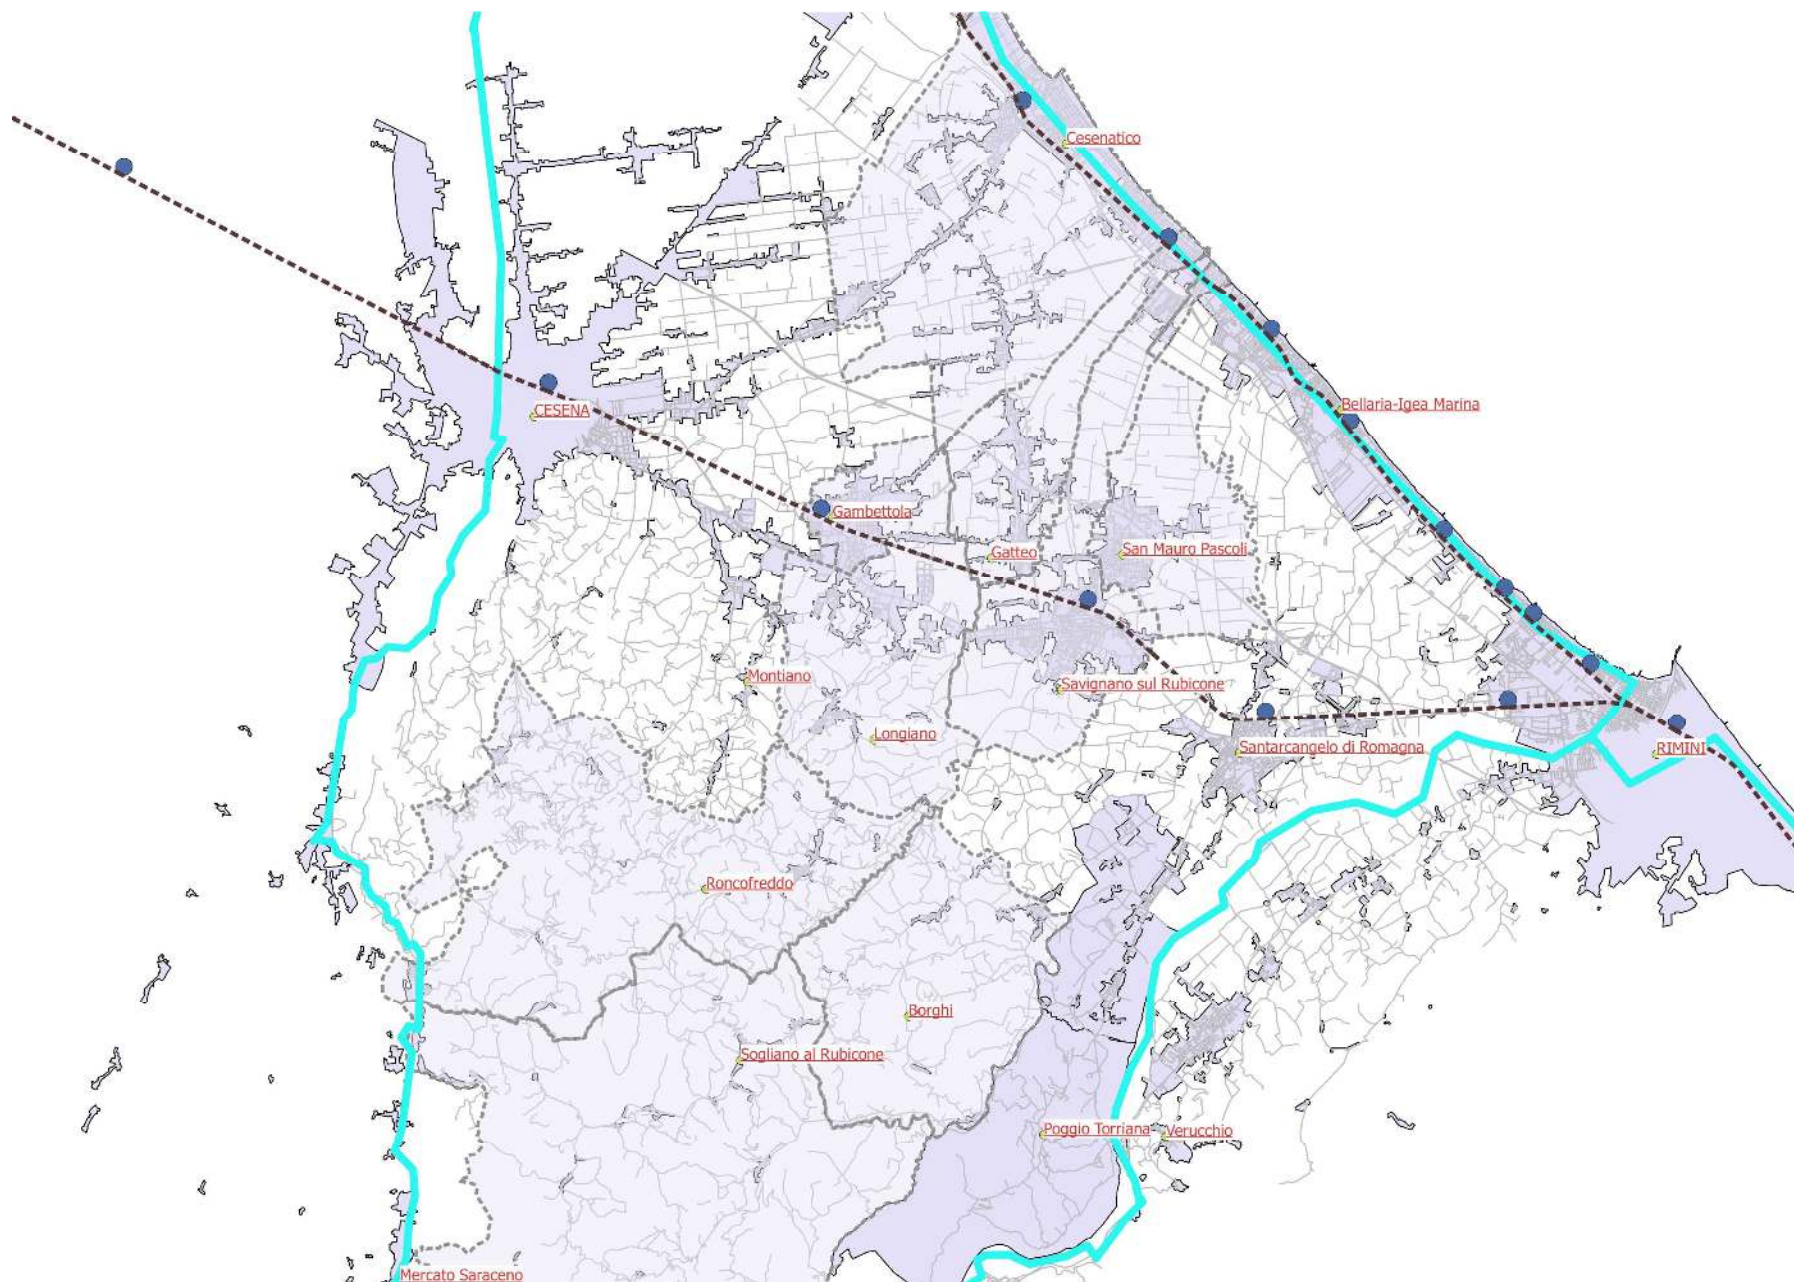 Cesenatico
Bellaria-Igea Marina
CESENA
Gambettola
Gatteo
San Mauro Pascoli
Montiano
Savignano sul Rubicone
Longiano
Santarcangelo di Romagna
RIMINI
Roncofreddo
Borghi
Sogliano al Rubicone
Poggio Torriana
Verucchio
Mercato Saraceno